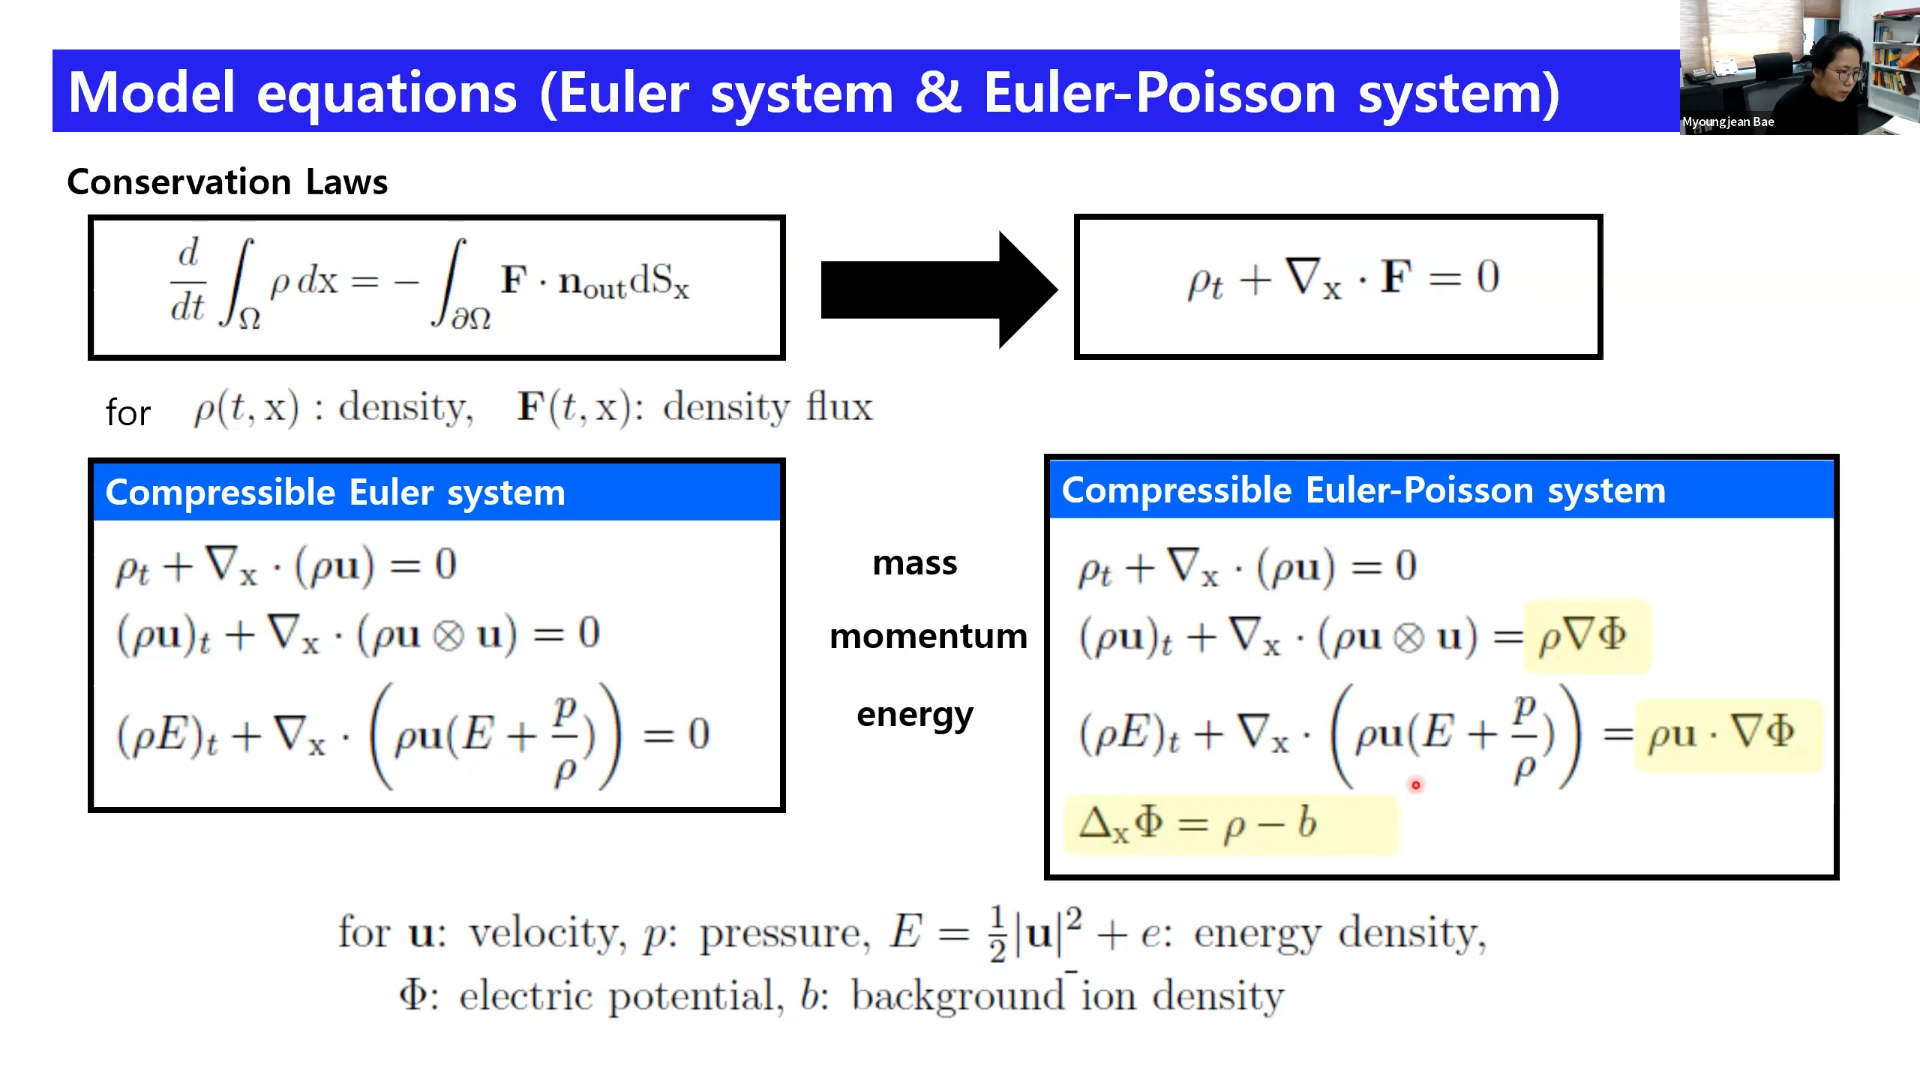 Model equations (Euler system & Euler-Poisson system)
Myoungjean Bae
Conservation Laws
d/dt ∫_Ω ρ dx = − ∫_∂Ω F · n_out dS_x
ρ_t + ∇_x · F = 0
for ρ(t, x) : density, F(t, x): density flux
Compressible Euler system
ρ_t + ∇_x · (ρu) = 0
(ρu)_t + ∇_x · (ρu ⊗ u) = 0
(ρE)_t + ∇_x · (ρu(E + p/ρ)) = 0
mass
momentum
energy
Compressible Euler-Poisson system
ρ_t + ∇_x · (ρu) = 0
(ρu)_t + ∇_x · (ρu ⊗ u) = ρ∇Φ
(ρE)_t + ∇_x · (ρu(E + p/ρ)) = ρu · ∇Φ
Δ_xΦ = ρ − b
for u: velocity, p: pressure, E = ½|u|² + e: energy density,
Φ: electric potential, b: background ion density